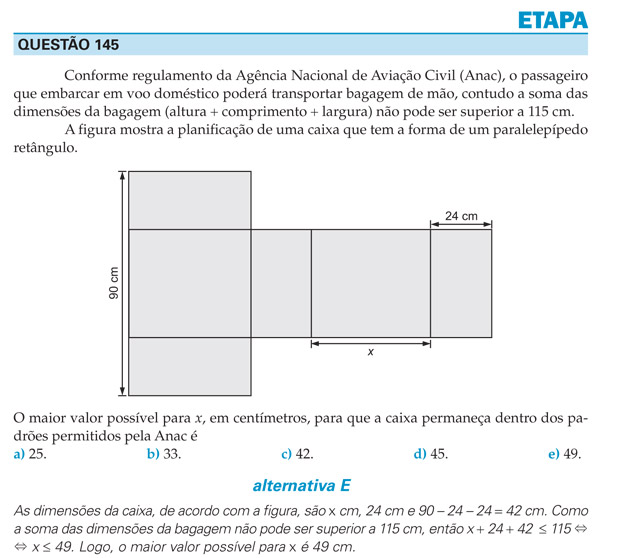 ETAPA
QUESTÃO 145
Conforme regulamento da Agência Nacional de Aviação Civil (Anac), o passageiro
que embarcar em voo doméstico poderá transportar bagagem de mão, contudo a soma das
dimensões da bagagem (altura + comprimento + largura) não pode ser superior a 115 cm.
A figura mostra a planificação de uma caixa que tem a forma de um paralelepípedo
retângulo.
24 cm
90 cm
x
O maior valor possível para x, em centímetros, para que a caixa permaneça dentro dos pa-
drões permitidos pela Anac é
a) 25. b) 33. c) 42. d) 45. e) 49.
alternativa E
As dimensões da caixa, de acordo com a figura, são x cm, 24 cm e 90 – 24 – 24 = 42 cm. Como
a soma das dimensões da bagagem não pode ser superior a 115 cm, então x + 24 + 42 ≤ 115 ⇔
⇔ x ≤ 49. Logo, o maior valor possível para x é 49 cm.